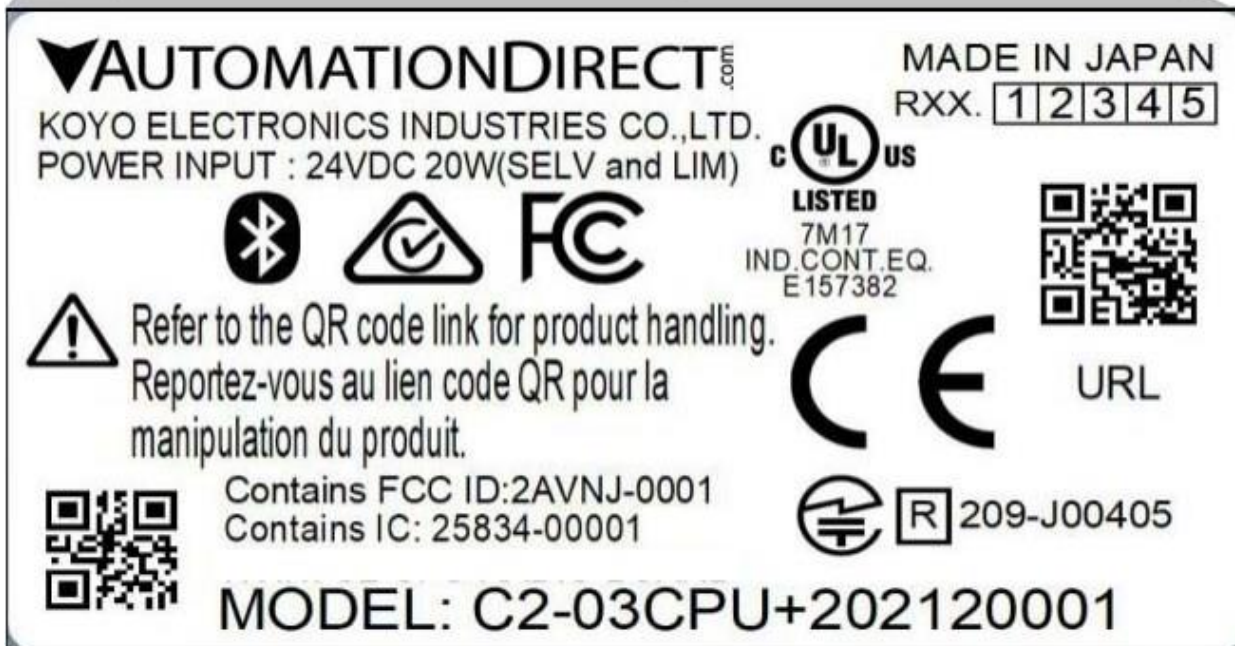 AUTOMATIONDIRECT.com
MADE IN JAPAN
RXX. 1 2 3 4 5
KOYO ELECTRONICS INDUSTRIES CO.,LTD.
POWER INPUT : 24VDC 20W(SELV and LIM)
C UL US
LISTED
7M17
IND.CONT.EQ.
E157382
FC
Refer to the QR code link for product handling.
Reportez-vous au lien code QR pour la
manipulation du produit.
CE
URL
Contains FCC ID:2AVNJ-0001
Contains IC: 25834-00001
R 209-J00405
MODEL: C2-03CPU+202120001